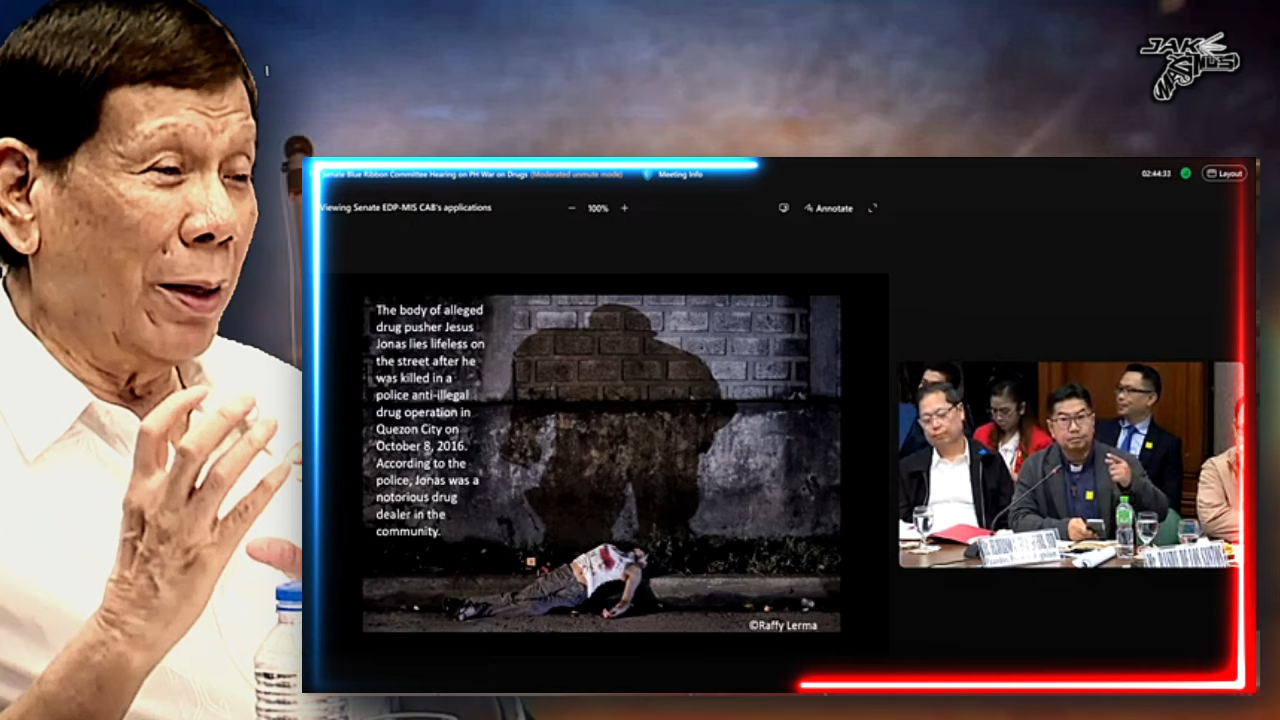 JAKE
MASINUS
Senate Blue Ribbon Committee Hearing on PH War on Drugs (Moderated unmute mode)
Meeting Info
02:44:33
Layout
Viewing Senate EDP-MIS CAB's applications
100%
Annotate
The body of alleged
drug pusher Jesus
Jonas lies lifeless on
the street after he
was killed in a
police anti-illegal
drug operation in
Quezon City on
October 8, 2016.
According to the
police, Jonas was a
notorious drug
dealer in the
community.
©Raffy Lerma